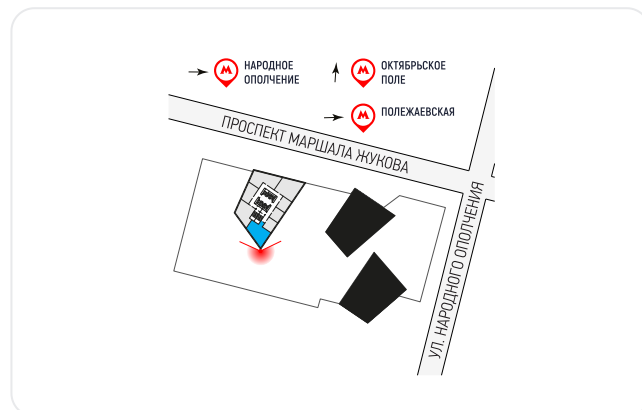 НАРОДНОЕ
ОПОЛЧЕНИЕ
ОКТЯБРЬСКОЕ
ПОЛЕ
ПОЛЕЖАЕВСКАЯ
ПРОСПЕКТ МАРШАЛА ЖУКОВА
УЛ. НАРОДНОГО ОПОЛЧЕНИЯ